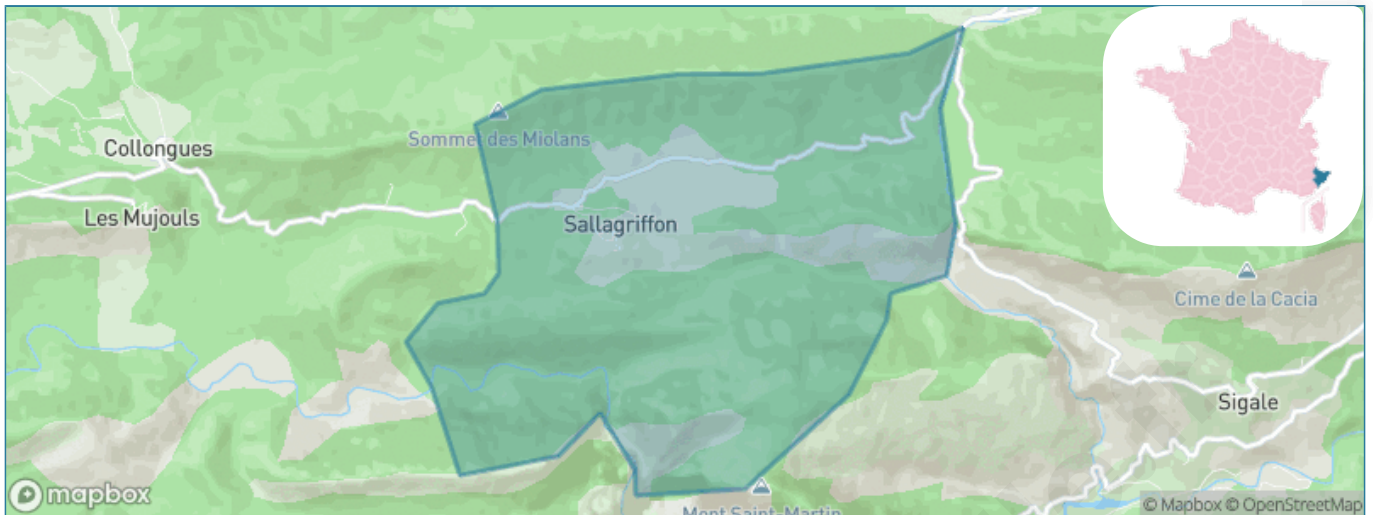 Sommet des Miolans
Collongues
Les Mujouls
Sallagriffon
Cime de la Cacia
Sigale
mapbox
© Mapbox © OpenStreetMap
Mont Saint-Martin